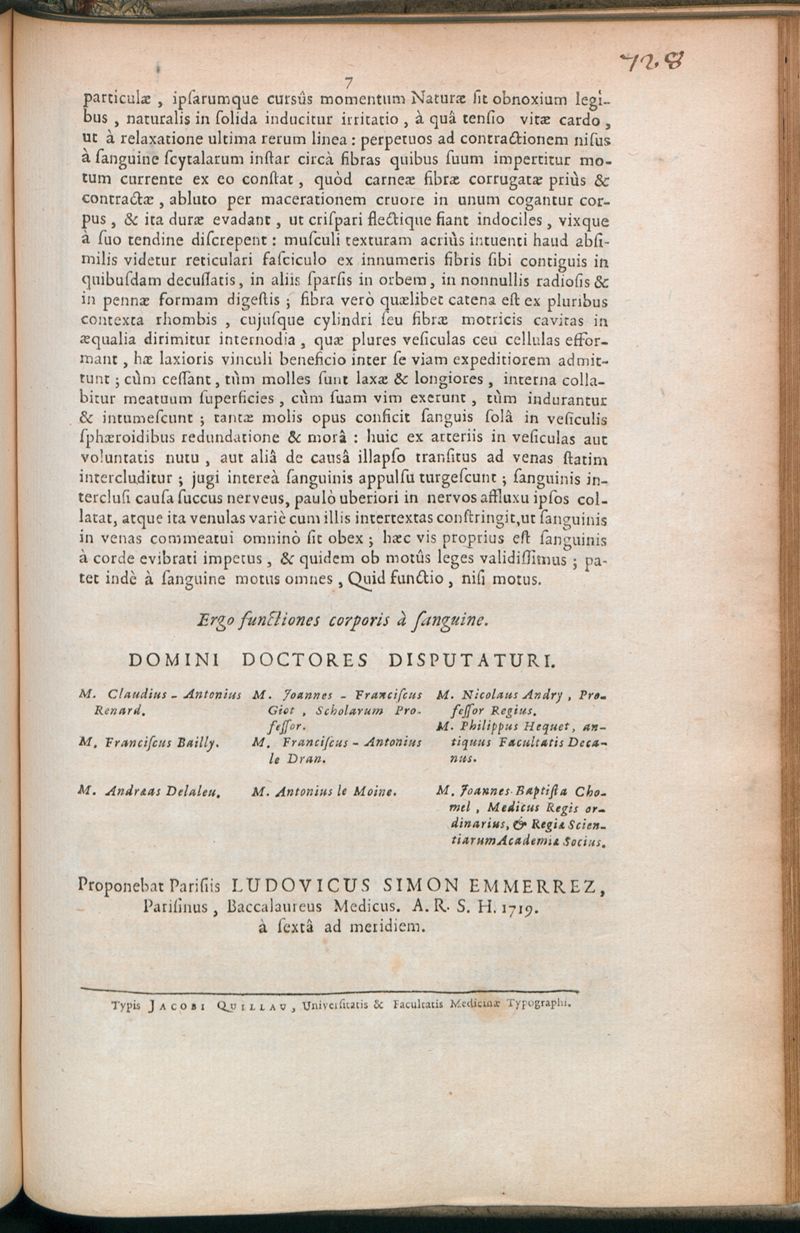 728
7
particulæ , ipſarumque cursûs momentum Naturæ ſit obnoxium legi-
bus , naturalis in ſolida inducitur irritatio , à quâ tenſio vitæ cardo ,
ut à relaxatione ultima rerum linea : perpetuos ad contractionem niſus
à ſanguine ſcytalarum inſtar circà fibras quibus ſuum impertitur mo-
tum currente ex eo conſtat , quòd carneæ fibræ corrugatæ priùs &
contractæ , abluto per macerationem cruore in unum cogantur cor-
pus , & ita duræ evadant , ut criſpari flectique fiant indociles , vixque
à ſuo tendine diſcrepent : muſculi texturam acriùs intuenti haud abſi-
milis videtur reticulari faſciculo ex innumeris fibris ſibi contiguis in
quibuſdam decuſſatis, in aliis ſparſis in orbem, in nonnullis radioſis &
in pennæ formam digeſtis ; fibra verò quælibet catena eſt ex pluribus
contexta rhombis , cujuſque cylindri ſeu fibræ motricis cavitas in
æqualia dirimitur internodia , quæ plures veſiculas ceu cellulas effor-
mant , hæ laxioris vinculi beneficio inter ſe viam expeditiorem admit-
tunt ; cùm ceſſant, tùm molles ſunt laxæ & longiores , interna colla-
bitur meatuum ſuperficies , cùm ſuam vim exerunt , tùm indurantur
& intumeſcunt ; tantæ molis opus conficit ſanguis ſolâ in veſiculis
ſphæroidibus redundatione & morâ : huic ex arteriis in veſiculas aut
voluntatis nutu , aut aliâ de causâ illapſo tranſitus ad venas ſtatim
intercluditur ; jugi intereà ſanguinis appulſu turgeſcunt ; ſanguinis in-
tercluſi cauſa ſuccus nerveus, paulò uberiori in nervos affluxu ipſos col-
latat, atque ita venulas variè cum illis intertextas conſtringit,ut ſanguinis
in venas commeatui omninò ſit obex ; hæc vis proprius eſt ſanguinis
à corde evibrati impetus , & quidem ob motûs leges validiſſimus ; pa-
tet indè à ſanguine motus omnes , Quid functio , niſi motus.
Ergo functiones corporis à ſanguine.
DOMINI DOCTORES DISPUTATURI.
M. Claudius - Antonius
Renard.
M. Franciſcus Bailly.
M. Andræas Delaleu.
M. Joannes - Franciſcus
Giot , Scholarum Pro-
feſſor.
M. Franciſcus - Antonius
le Dran.
M. Antonius le Moine.
M. Nicolaus Andry , Pro-
feſſor Regius.
M. Philippus Hequet, an-
tiquus Facultatis Deca-
nus.
M. Joannes-Baptiſta Cho-
mel , Medicus Regis or-
dinarius, & Regiæ Scien-
tiarum Academiæ Socius.
Proponebat Pariſiis LUDOVICUS SIMON EMMERREZ,
Pariſinus , Baccalaureus Medicus. A. R. S. H. 1719.
à ſextâ ad meridiem.
Typis JACOBI QUILLAU, Univerſitatis & Facultatis Medicinæ Typographi.